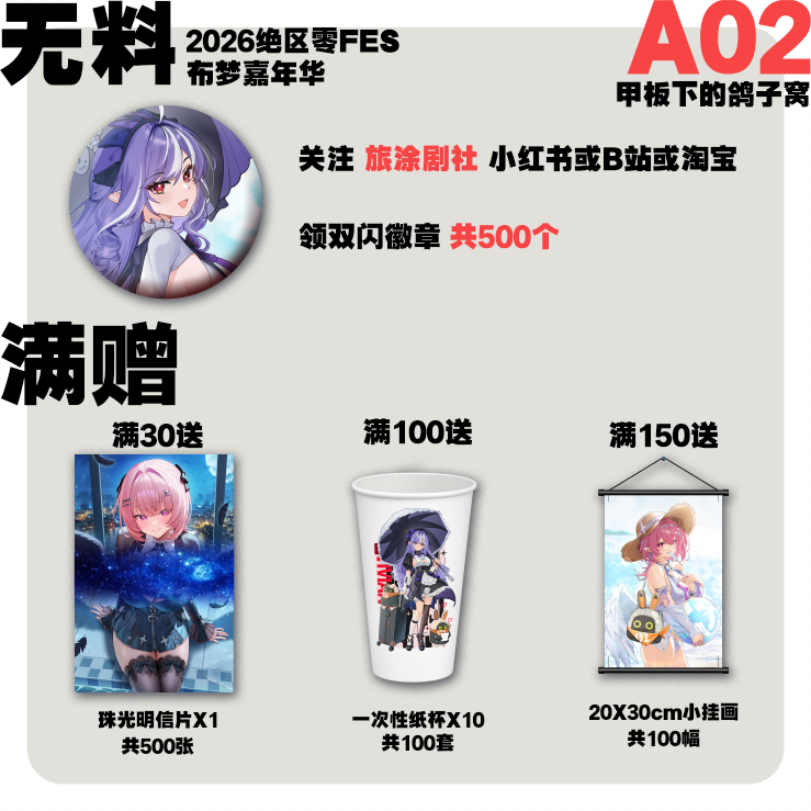 无料
2026绝区零FES
布梦嘉年华
A02
甲板下的鸽子窝
关注 旅涂剧社 小红书或B站或淘宝
领双闪徽章 共500个
满赠
满30送
满100送
满150送
珠光明信片X1
共500张
一次性纸杯X10
共100套
20X30cm小挂画
共100幅